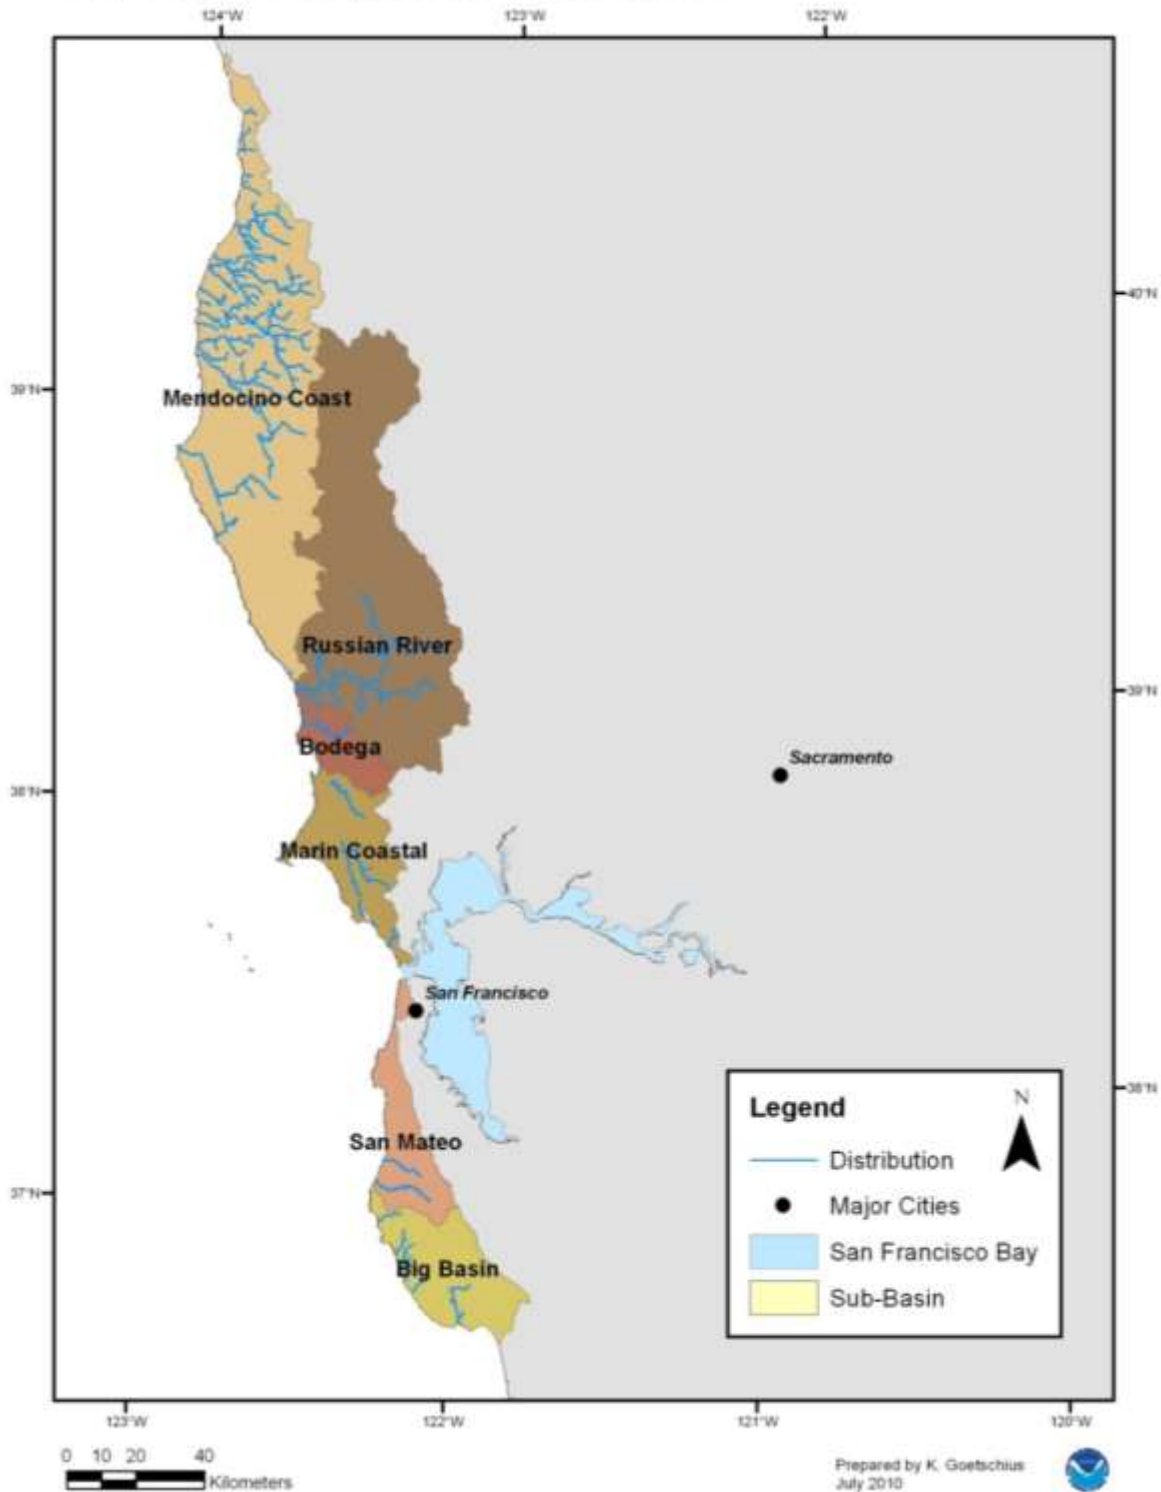 124°W 123°W 122°W
40°N
39°N
Mendocino Coast
Russian River
39°N
Bodega
Sacramento
38°N
Marin Coastal
San Francisco
38°N
San Mateo
37°N
Big Basin
Legend
N
Distribution
Major Cities
San Francisco Bay
Sub-Basin
123°W 122°W 121°W 120°W
0 10 20 40
Kilometers
Prepared by K. Goetschius
July 2010